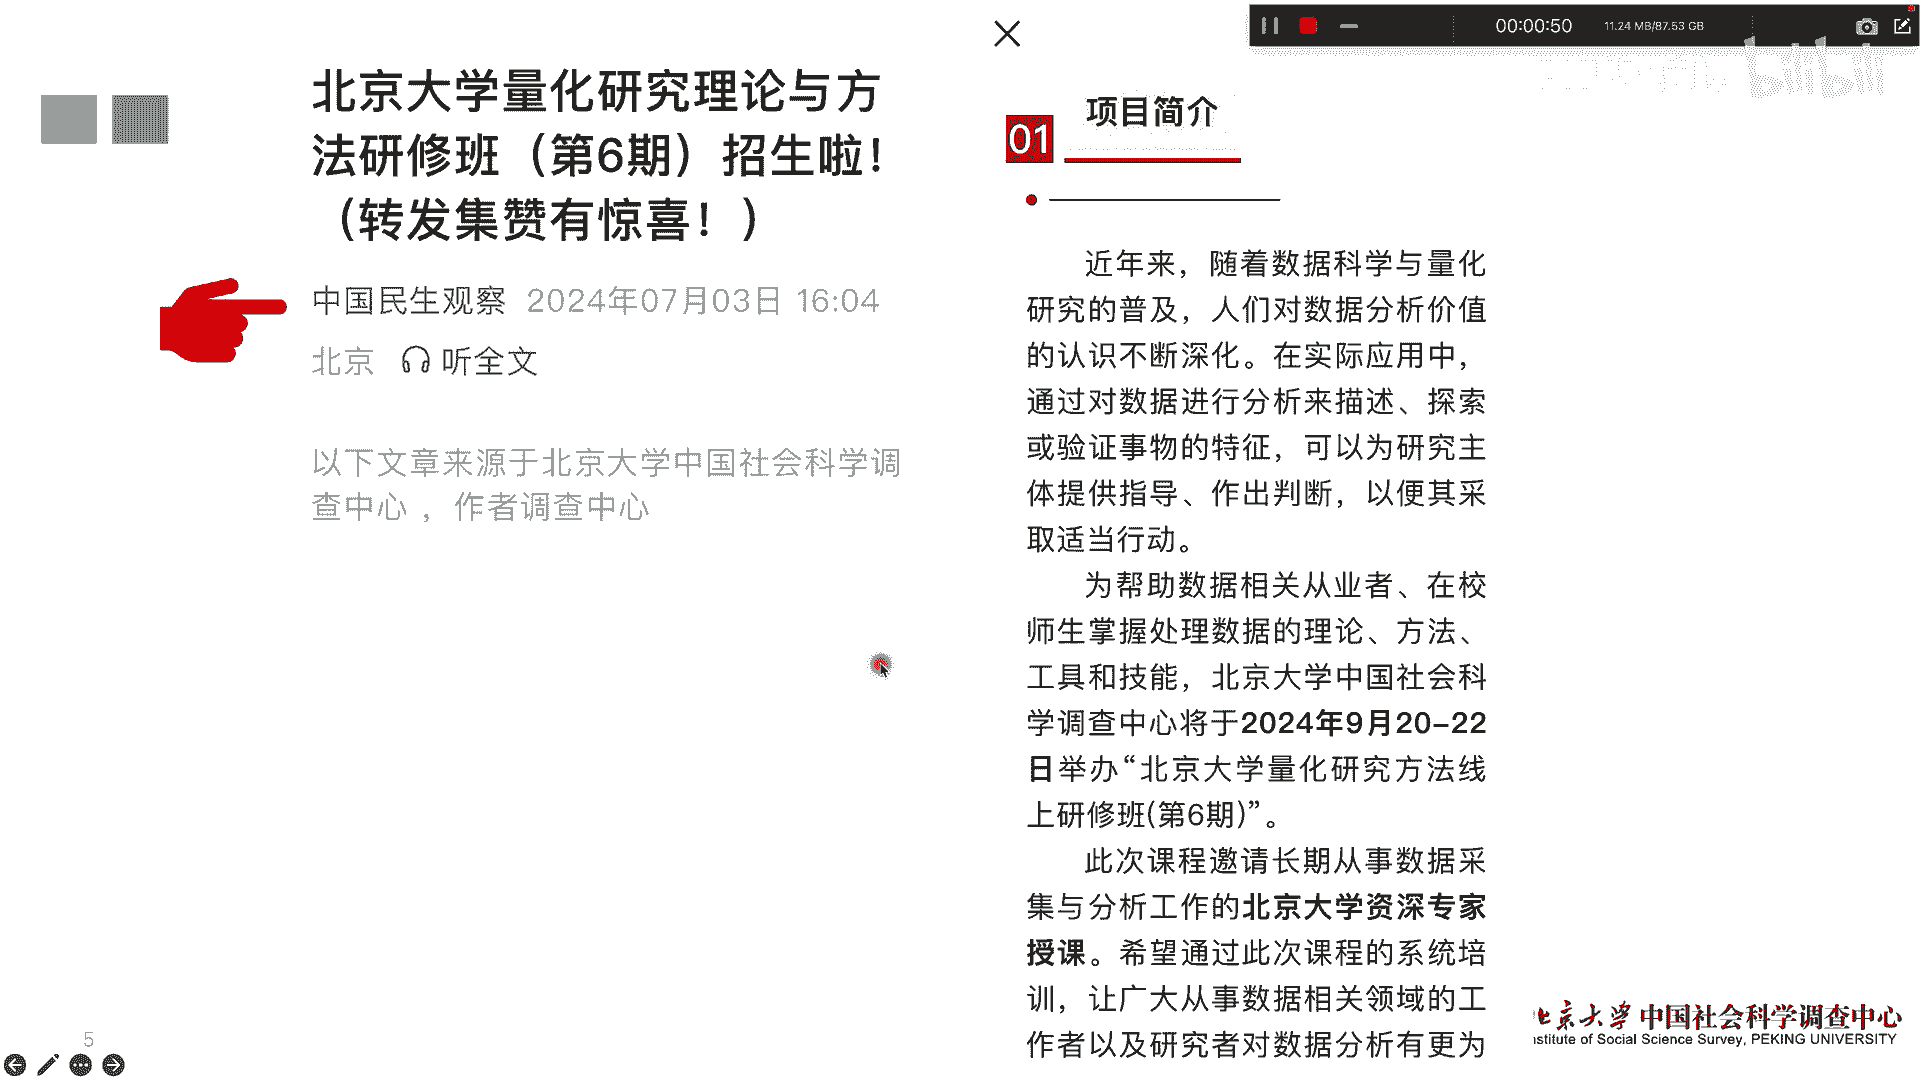 北京大学量化研究理论与方
法研修班（第6期）招生啦！
（转发集赞有惊喜！）
中国民生观察 2024年07月03日 16:04
北京 听全文
以下文章来源于北京大学中国社会科学调
查中心 ，作者调查中心
5
00:00:50 11.24 MB/87.53 GB
bilibili
01 项目简介
近年来，随着数据科学与量化
研究的普及，人们对数据分析价值
的认识不断深化。在实际应用中，
通过对数据进行分析来描述、探索
或验证事物的特征，可以为研究主
体提供指导、作出判断，以便其采
取适当行动。
为帮助数据相关从业者、在校
师生掌握处理数据的理论、方法、
工具和技能，北京大学中国社会科
学调查中心将于2024年9月20-22
日举办“北京大学量化研究方法线
上研修班(第6期)”。
此次课程邀请长期从事数据采
集与分析工作的北京大学资深专家
授课。希望通过此次课程的系统培
训，让广大从事数据相关领域的工
作者以及研究者对数据分析有更为
北京大学 中国社会科学调查中心
nstitute of Social Science Survey, PEKING UNIVERSITY